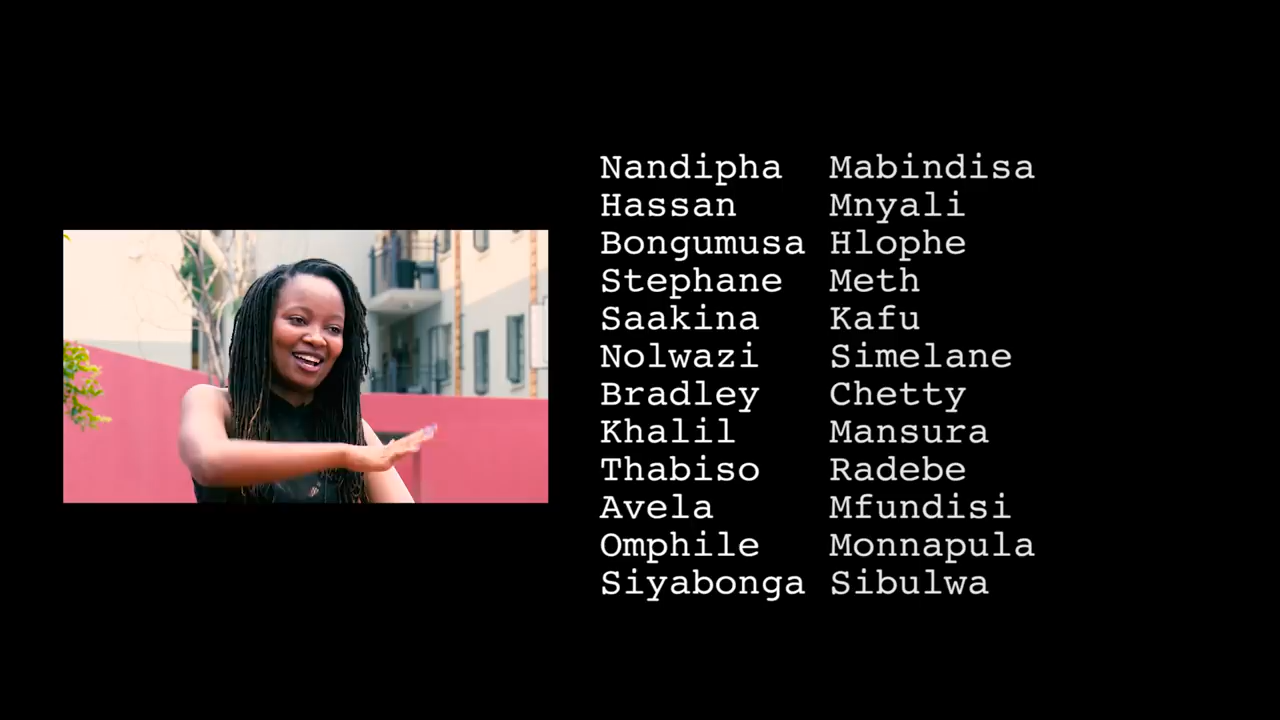 Nandipha Mabindisa
Hassan Mnyali
Bongumusa Hlophe
Stephane Meth
Saakina Kafu
Nolwazi Simelane
Bradley Chetty
Khalil Mansura
Thabiso Radebe
Avela Mfundisi
Omphile Monnapula
Siyabonga Sibulwa